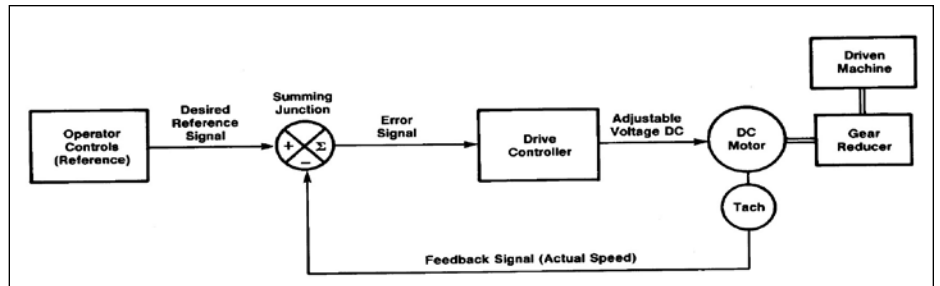 Operator
Controls
(Reference)
Desired
Reference
Signal
Summing
Junction
+
Σ
−
Error
Signal
Drive
Controller
Adjustable
Voltage DC
DC
Motor
Driven
Machine
Gear
Reducer
Tach
Feedback Signal (Actual Speed)